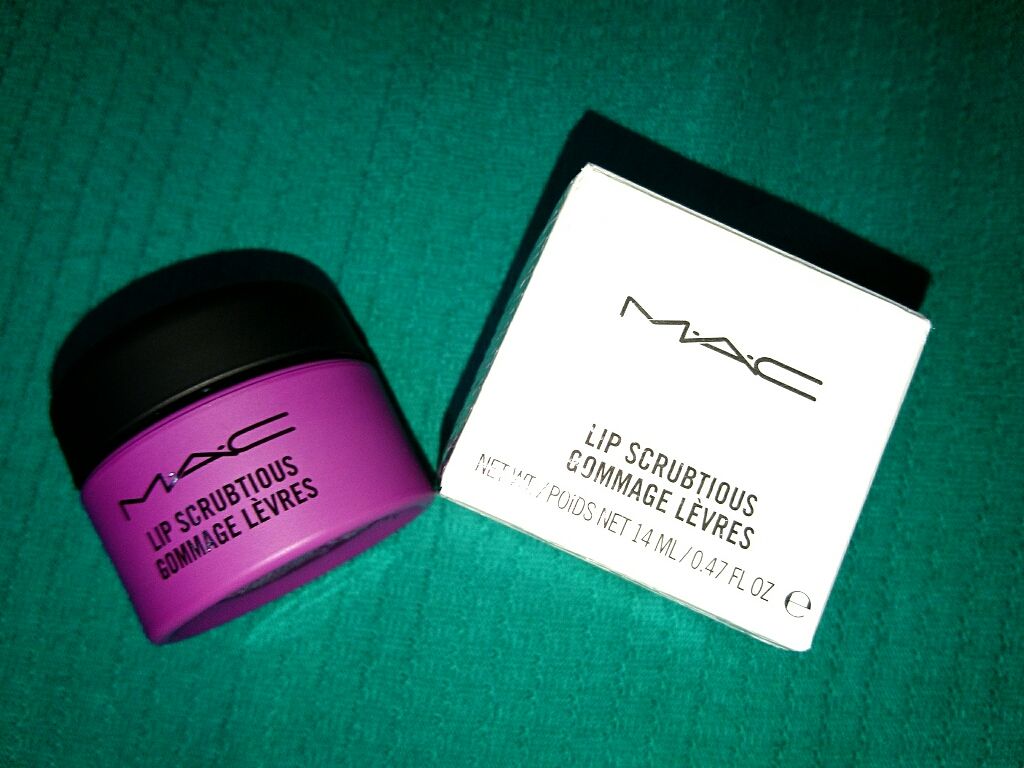 M·A·C
LIP SCRUBTIOUS
GOMMAGE LÈVRES
M·A·C
LIP SCRUBTIOUS
GOMMAGE LÈVRES
NET WT. / POIDS NET 14 ML / 0.47 FL OZ ℮